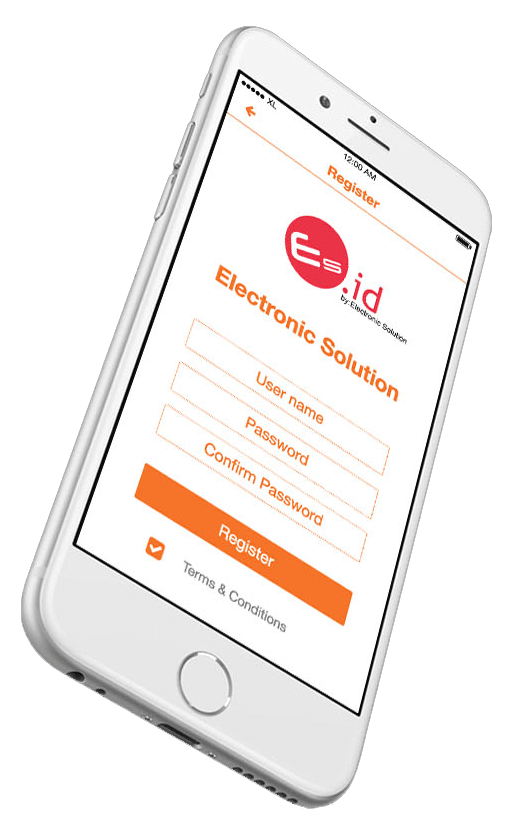 XL
12:00 AM
Register
Es.id
by: Electronic Solution
Electronic Solution
User name
Password
Confirm Password
Register
Terms & Conditions